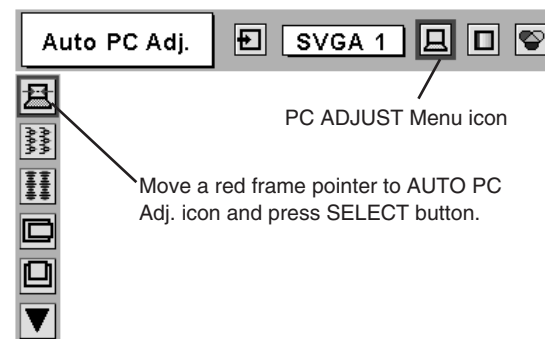 Auto PC Adj.
SVGA 1
PC ADJUST Menu icon
Move a red frame pointer to AUTO PC
Adj. icon and press SELECT button.